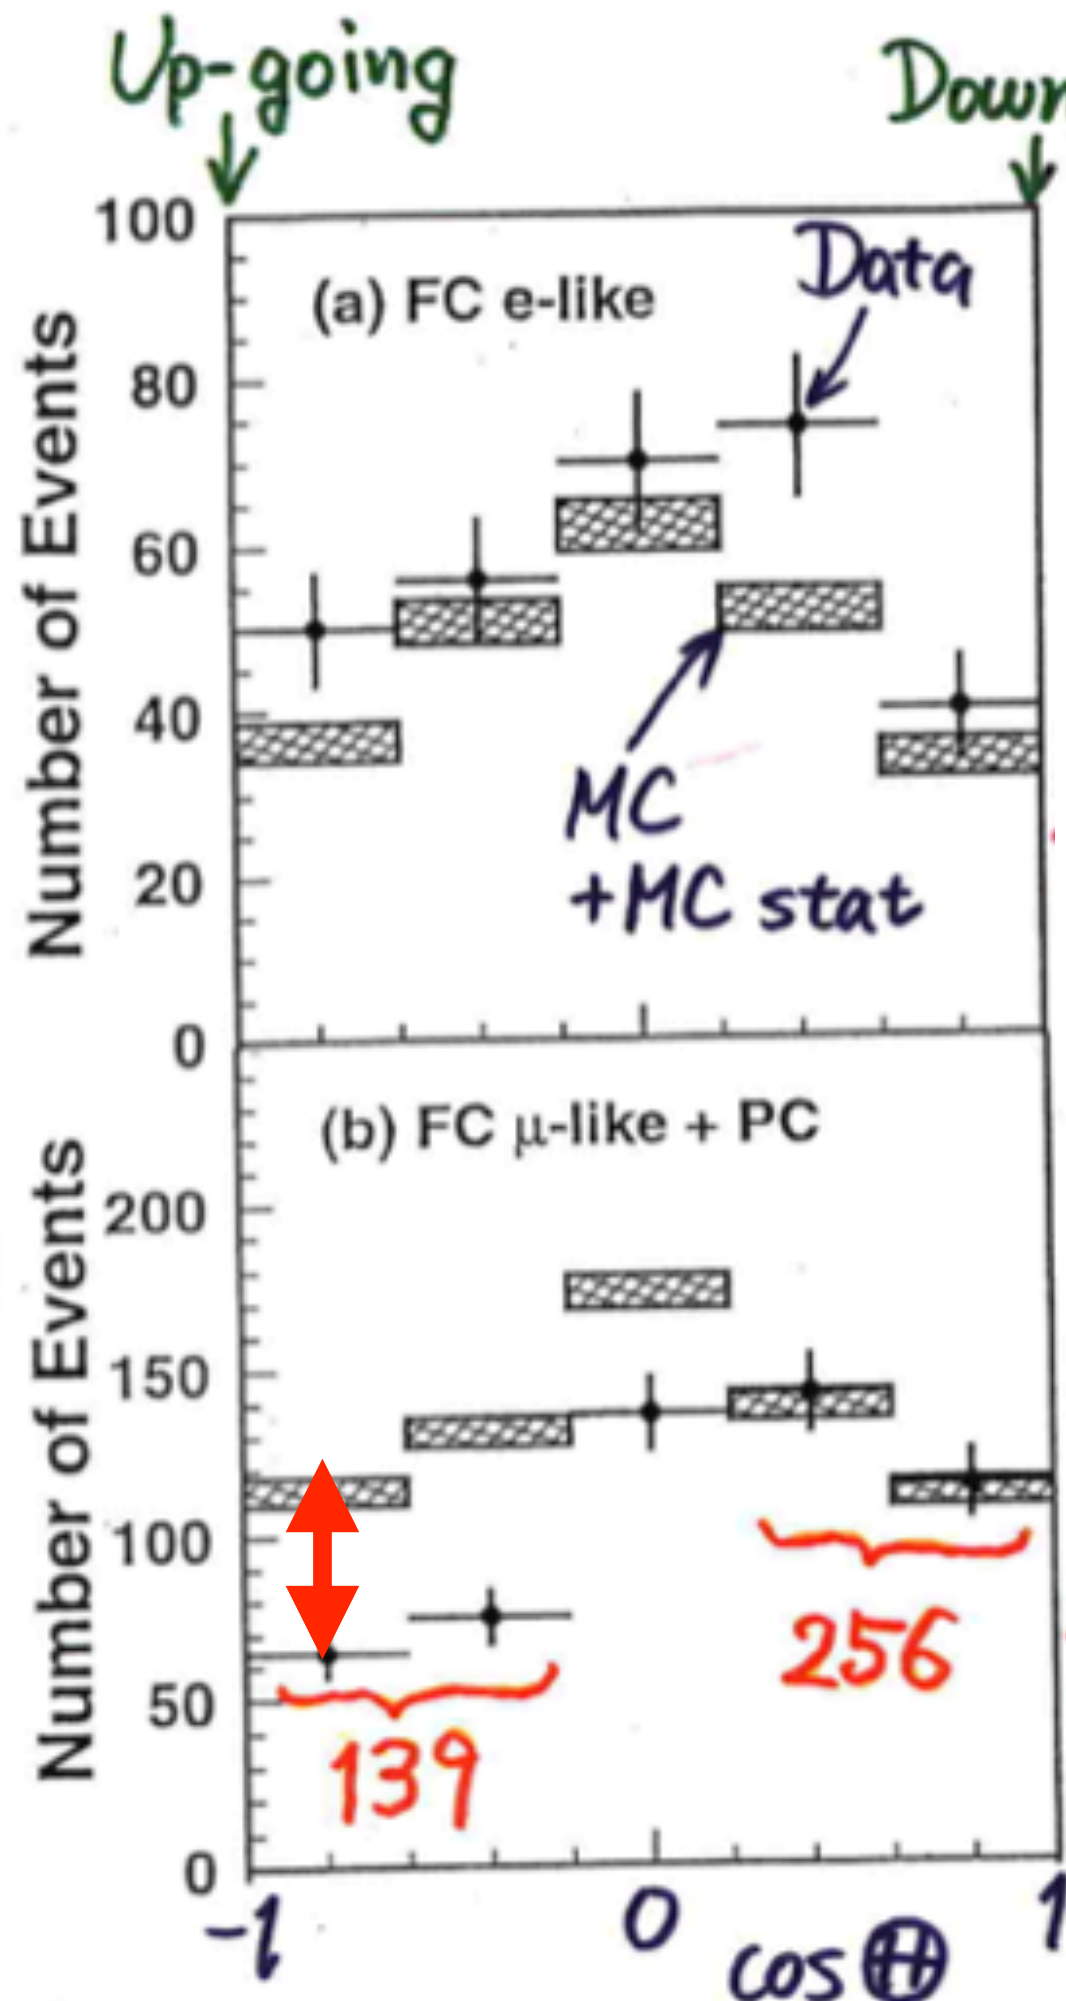 Up-going
Down
100
(a) FC e-like
Data
80
60
40
20
0
Number of Events
MC
+MC stat
(b) FC μ-like + PC
200
150
100
50
0
Number of Events
256
139
-1
0
1
cos Θ